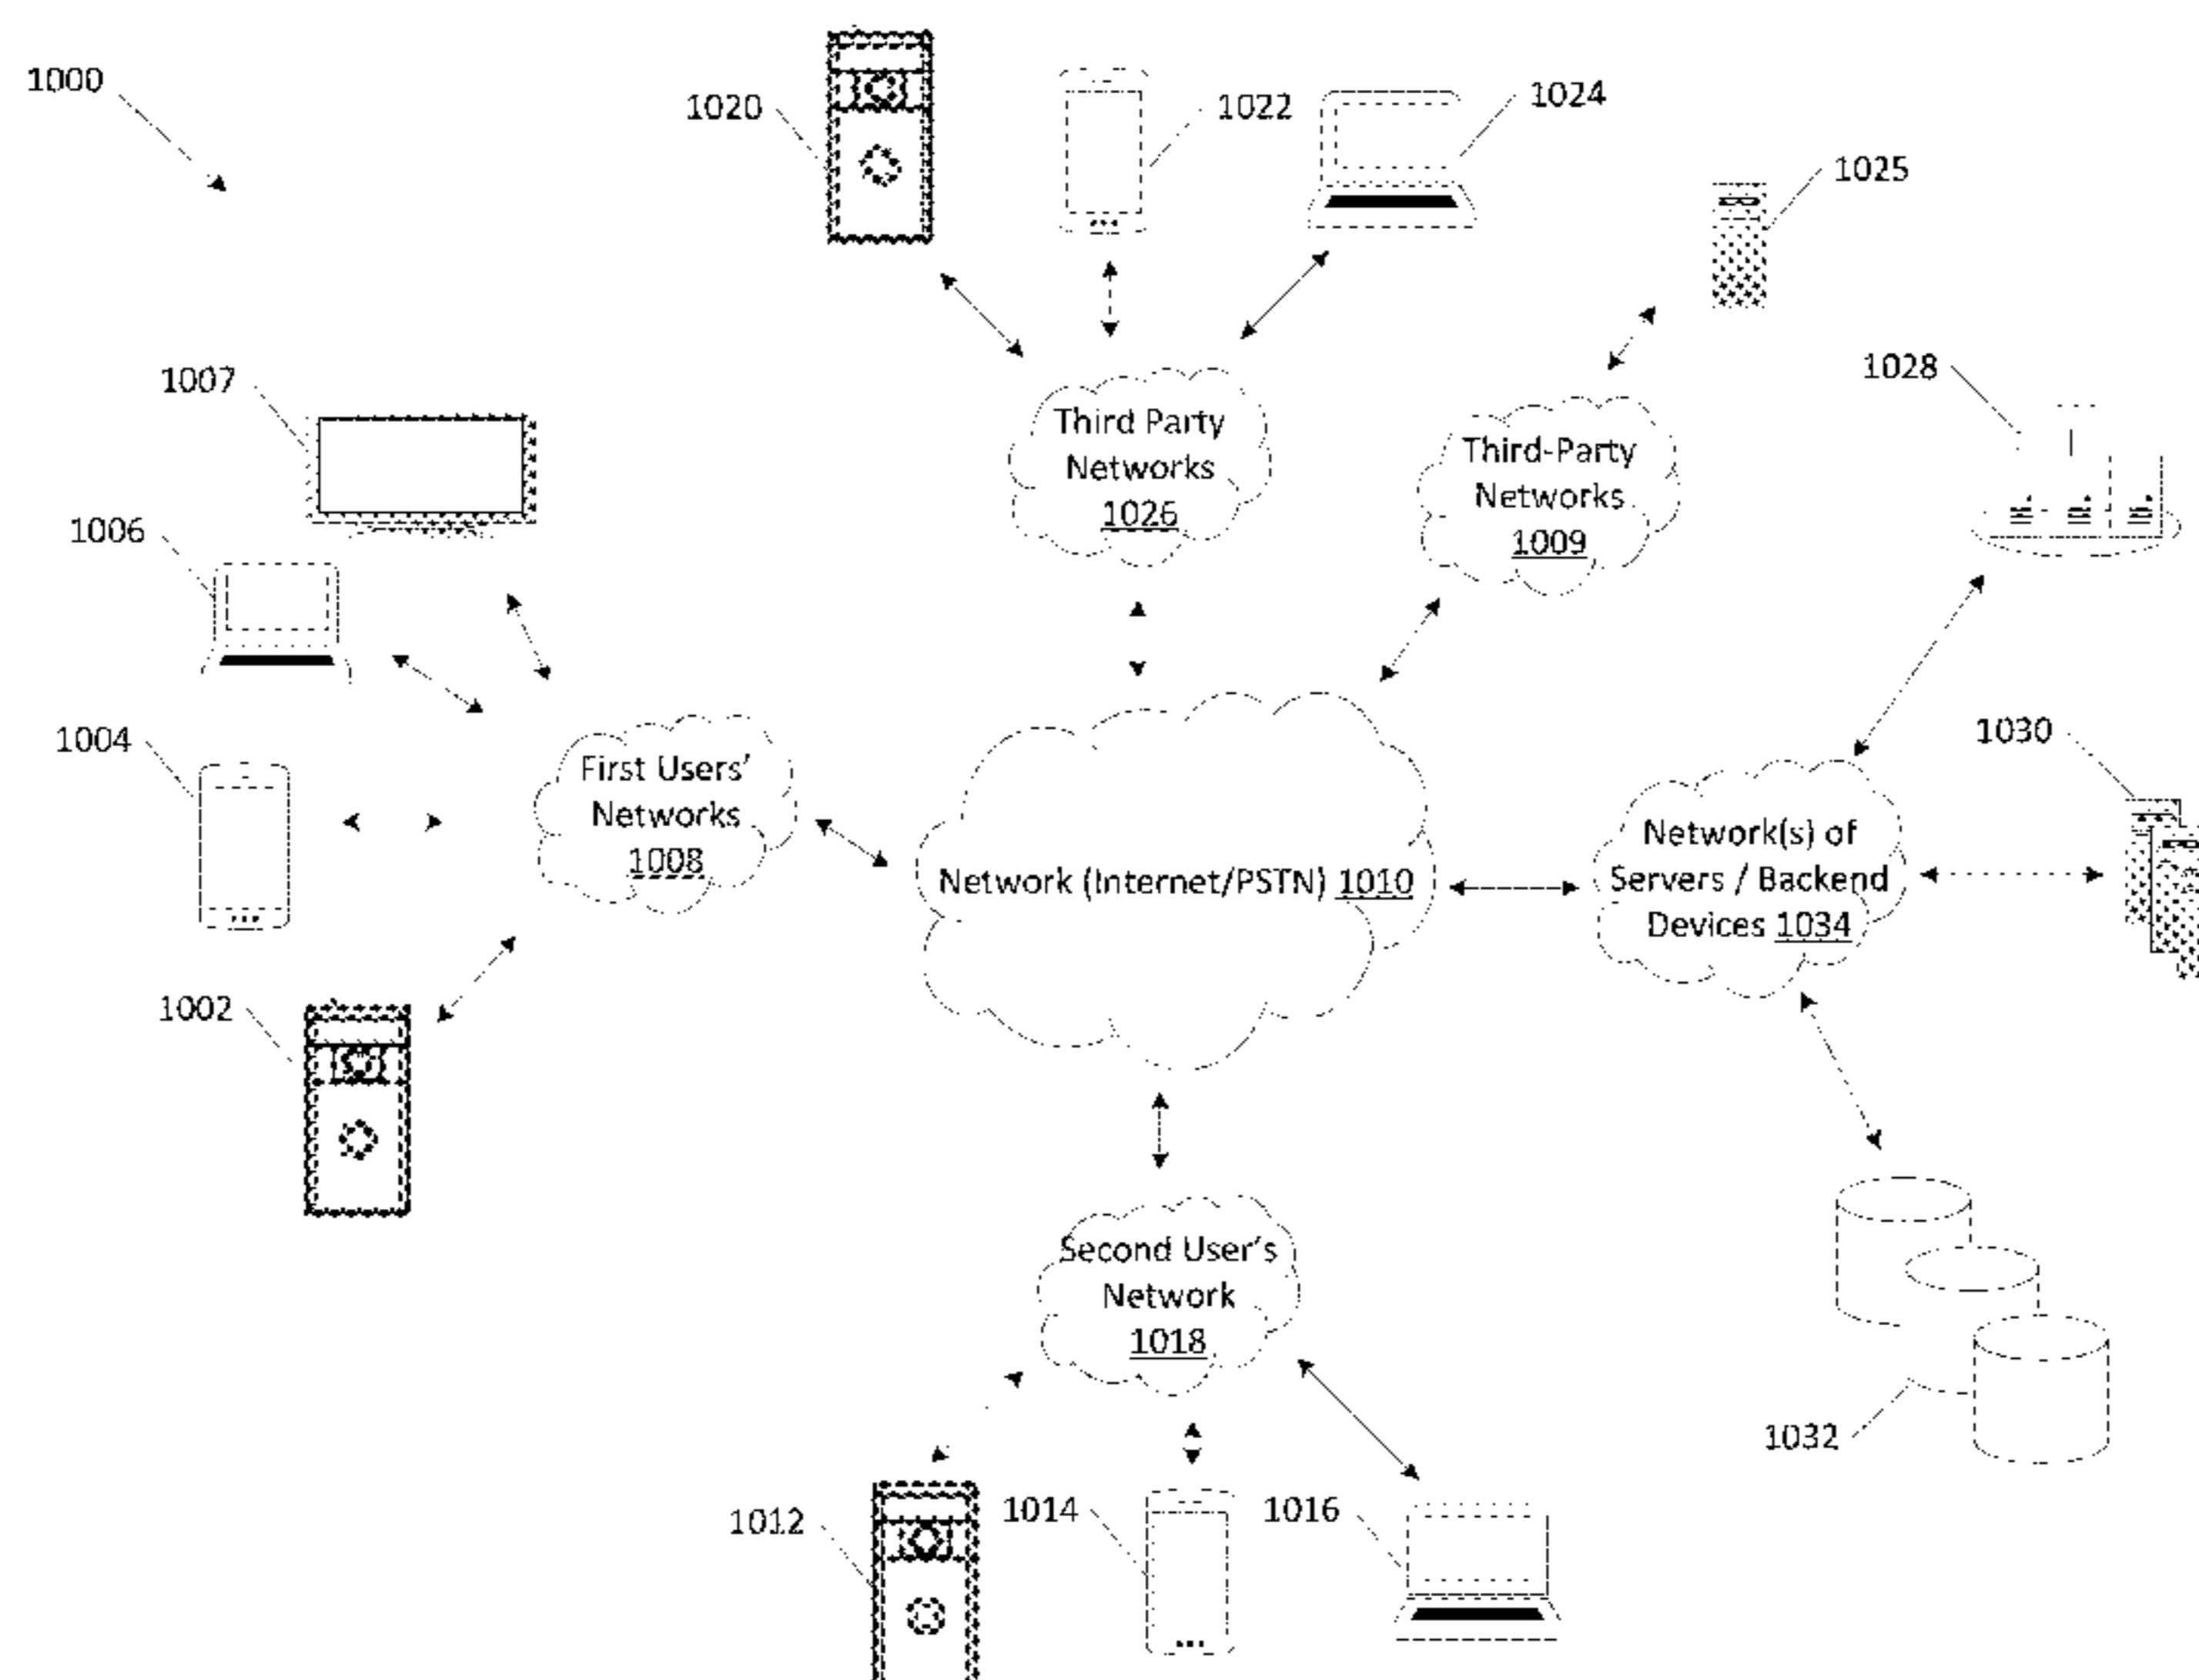 1000
1020
1022
1024
1025
1007
1028
Third Party
Networks
1026
Third-Party
Networks
1009
1006
1004
First Users'
Networks
1008
1030
Network(s) of
Servers / Backend
Devices 1034
Network (Internet/PSTN) 1010
1002
Second User's
Network
1018
1032
1012
1014
1016